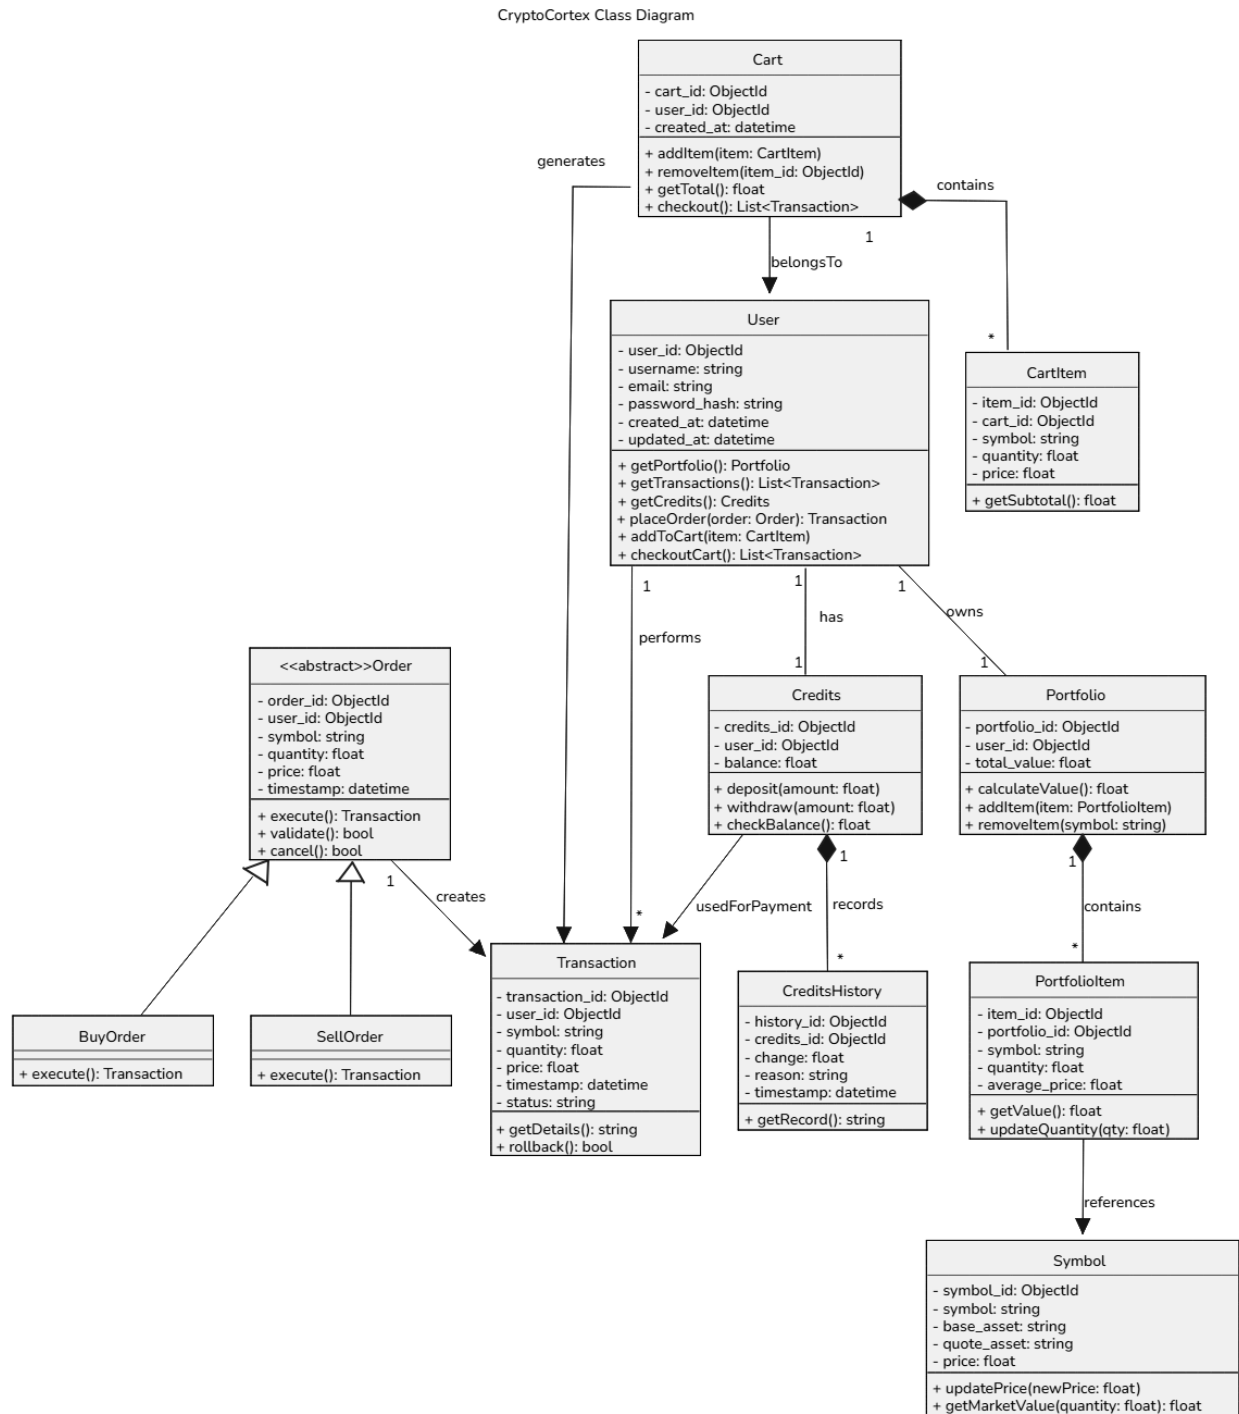 CryptoCortex Class Diagram
Cart
- cart_id: ObjectId
- user_id: ObjectId
- created_at: datetime
+ addItem(item: CartItem)
+ removeItem(item_id: ObjectId)
+ getTotal(): float
+ checkout(): List<Transaction>
generates
contains
1
belongsTo
*
User
- user_id: ObjectId
- username: string
- email: string
- password_hash: string
- created_at: datetime
- updated_at: datetime
+ getPortfolio(): Portfolio
+ getTransactions(): List<Transaction>
+ getCredits(): Credits
+ placeOrder(order: Order): Transaction
+ addToCart(item: CartItem)
+ checkoutCart(): List<Transaction>
CartItem
- item_id: ObjectId
- cart_id: ObjectId
- symbol: string
- quantity: float
- price: float
+ getSubtotal(): float
1
1
1
performs
has
owns
1
1
<<abstract>>Order
- order_id: ObjectId
- user_id: ObjectId
- symbol: string
- quantity: float
- price: float
- timestamp: datetime
+ execute(): Transaction
+ validate(): bool
+ cancel(): bool
Credits
- credits_id: ObjectId
- user_id: ObjectId
- balance: float
+ deposit(amount: float)
+ withdraw(amount: float)
+ checkBalance(): float
Portfolio
- portfolio_id: ObjectId
- user_id: ObjectId
- total_value: float
+ calculateValue(): float
+ addItem(item: PortfolioItem)
+ removeItem(symbol: string)
1
creates
*
usedForPayment
1
records
*
1
contains
*
BuyOrder
+ execute(): Transaction
SellOrder
+ execute(): Transaction
Transaction
- transaction_id: ObjectId
- user_id: ObjectId
- symbol: string
- quantity: float
- price: float
- timestamp: datetime
- status: string
+ getDetails(): string
+ rollback(): bool
CreditsHistory
- history_id: ObjectId
- credits_id: ObjectId
- change: float
- reason: string
- timestamp: datetime
+ getRecord(): string
PortfolioItem
- item_id: ObjectId
- portfolio_id: ObjectId
- symbol: string
- quantity: float
- average_price: float
+ getValue(): float
+ updateQuantity(qty: float)
references
Symbol
- symbol_id: ObjectId
- symbol: string
- base_asset: string
- quote_asset: string
- price: float
+ updatePrice(newPrice: float)
+ getMarketValue(quantity: float): float